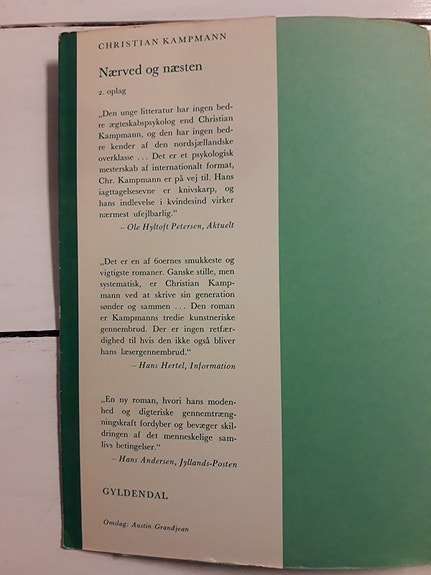 CHRISTIAN KAMPMANN
Nærved og næsten
2. oplag
„Den unge litteratur har ingen bed-
re ægteskabspsykolog end Christian
Kampmann, og den har ingen bed-
re kender af den nordsjællandske
overklasse ... Det er et psykologisk
mesterskab af internationalt format,
Chr. Kampmann er på vej til. Hans
iagttagelsesevne er knivskarp, og
hans indlevelse i kvindesind virker
nærmest ufejlbarlig.“
– Ole Hyltoft Petersen, Aktuelt
„Det er en af 60ernes smukkeste og
vigtigste romaner. Ganske stille, men
systematisk, er Christian Kamp-
mann ved at skrive sin generation
sønder og sammen ... Den roman
er Kampmanns tredie kunstneriske
gennembrud. Der er ingen retfær-
dighed til hvis den ikke også bliver
hans læsergennembrud.“
– Hans Hertel, Information
„En ny roman, hvori hans moden-
hed og digteriske gennemtræng-
ningskraft fordyber og bevæger skil-
dringen af det menneskelige sam-
livs betingelser.“
– Hans Andersen, Jyllands-Posten
GYLDENDAL
Omslag: Austin Grandjean